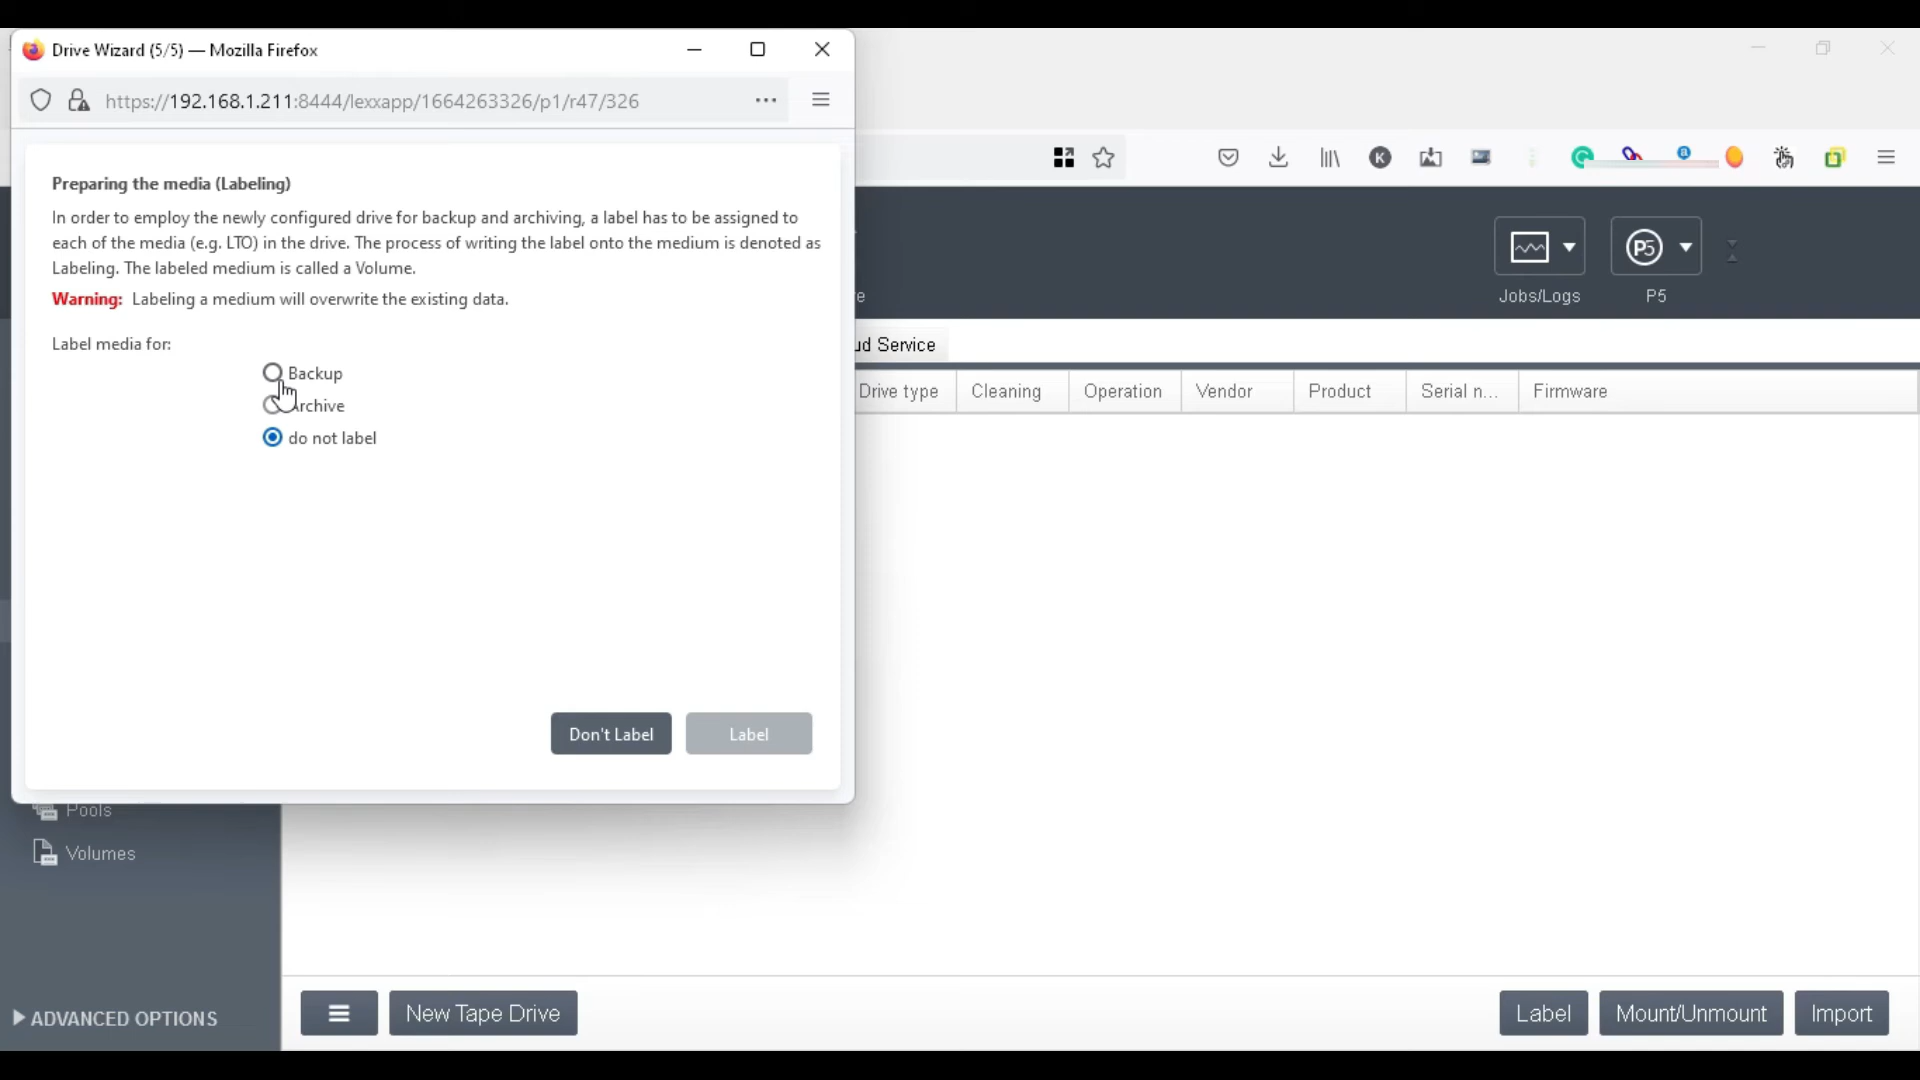 Drive Wizard (5/5) — Mozilla Firefox
https://192.168.1.211:8444/lexxapp/1664263326/p1/r47/326
Preparing the media (Labeling)
In order to employ the newly configured drive for backup and archiving, a label has to be assigned to
each of the media (e.g. LTO) in the drive. The process of writing the label onto the medium is denoted as
Labeling. The labeled medium is called a Volume.
Warning: Labeling a medium will overwrite the existing data.
Label media for:
Backup
rchive
do not label
Don't Label
Label
K
a
P5
Jobs/Logs
P5
e
ud Service
Drive type
Cleaning
Operation
Vendor
Product
Serial n...
Firmware
Pools
Volumes
ADVANCED OPTIONS
New Tape Drive
Label
Mount/Unmount
Import